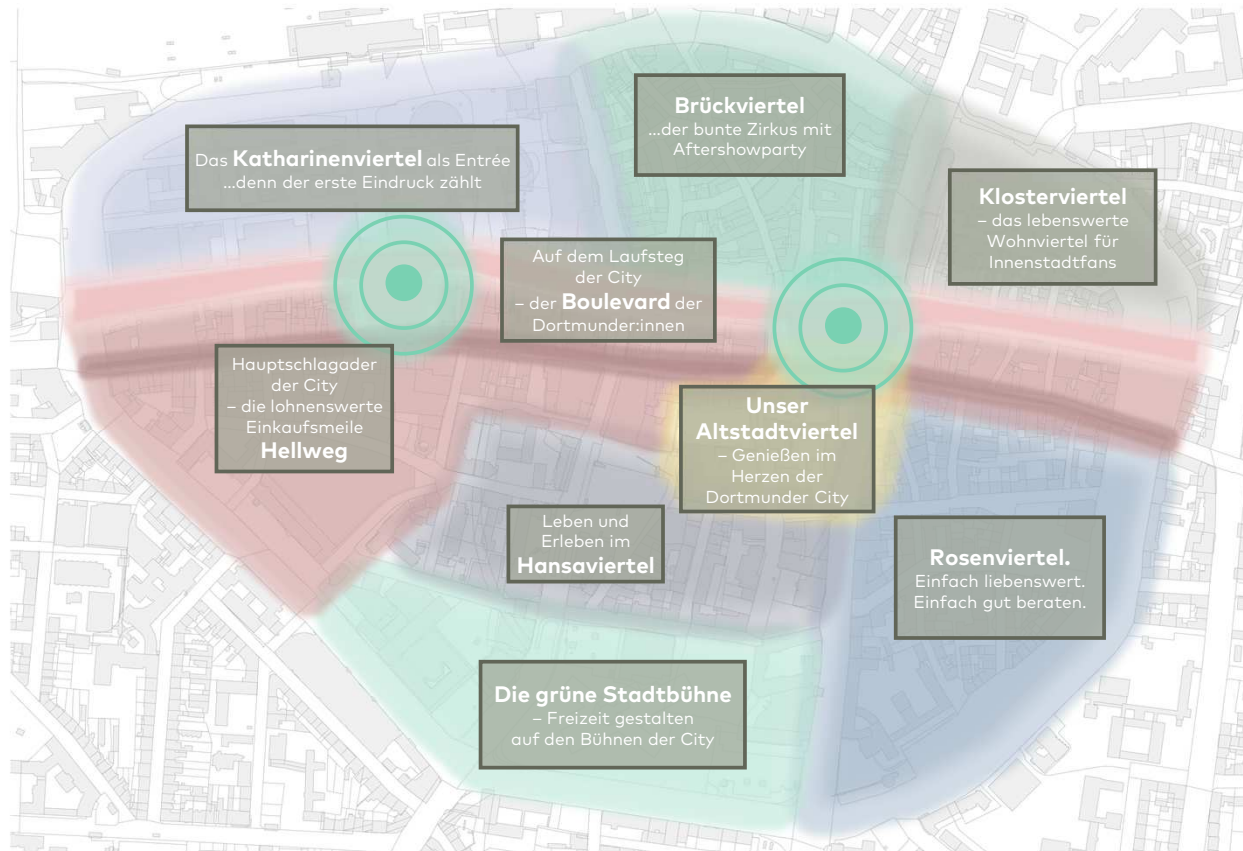 Brückviertel
...der bunte Zirkus mit
Aftershowparty
Das Katharinenviertel als Entrée
...denn der erste Eindruck zählt
Klosterviertel
– das lebenswerte
Wohnviertel für
Innenstadtfans
Auf dem Laufsteg
der City
– der Boulevard der
Dortmunder:innen
Hauptschlagader
der City
– die lohnenswerte
Einkaufsmeile
Hellweg
Unser
Altstadtviertel
– Genießen im
Herzen der
Dortmunder City
Leben und
Erleben im
Hansaviertel
Rosenviertel.
Einfach liebenswert.
Einfach gut beraten.
Die grüne Stadtbühne
– Freizeit gestalten
auf den Bühnen der City